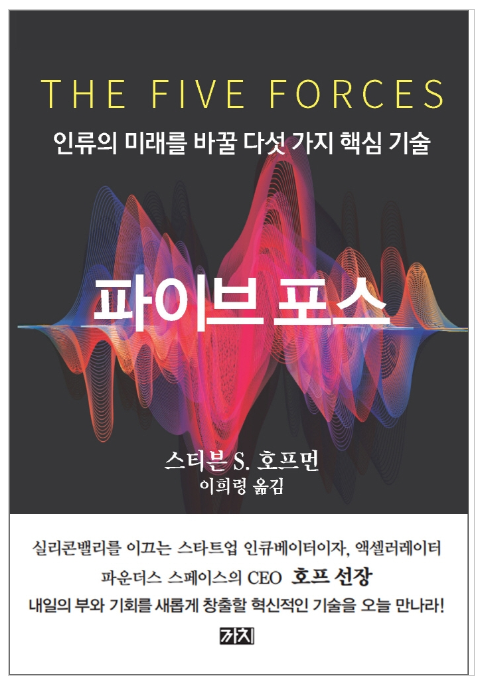 THE FIVE FORCES
인류의 미래를 바꿀 다섯 가지 핵심 기술
파이브 포스
스티븐 S. 호프먼
이희령 옮김
실리콘밸리를 이끄는 스타트업 인큐베이터이자, 액셀러레이터
파운더스 스페이스의 CEO 호프 선장
내일의 부와 기회를 새롭게 창출할 혁신적인 기술을 오늘 만나라!
까치